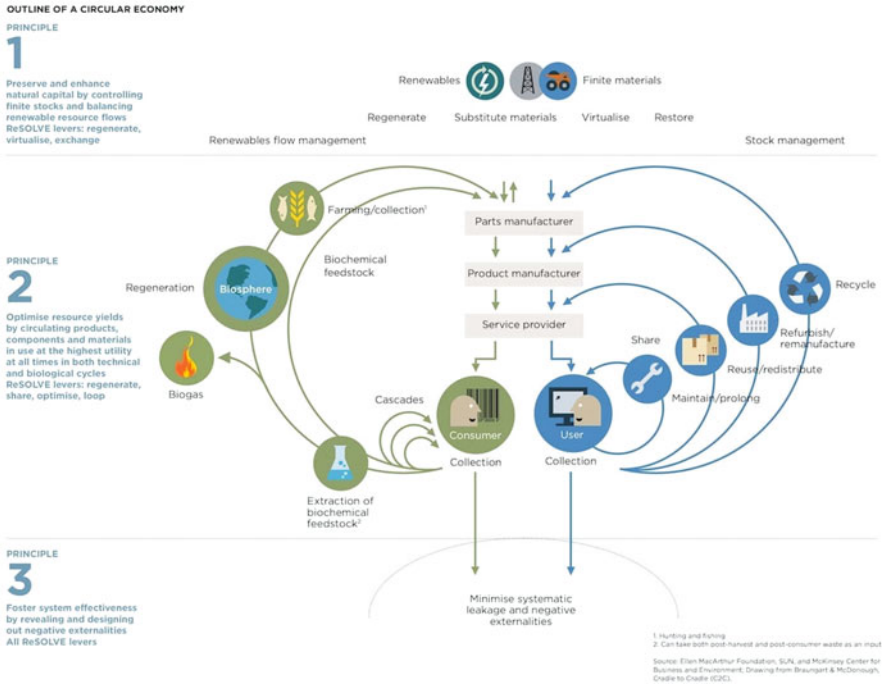 OUTLINE OF A CIRCULAR ECONOMY
PRINCIPLE
1
Preserve and enhance
natural capital by controlling
finite stocks and balancing
renewable resource flows
ReSOLVE levers: regenerate,
virtualise, exchange
Renewables
Finite materials
Regenerate
Substitute materials
Virtualise
Restore
Renewables flow management
Stock management
PRINCIPLE
2
Optimise resource yields
by circulating products,
components and materials
in use at the highest utility
at all times in both technical
and biological cycles
ReSOLVE levers: regenerate,
share, optimise, loop
Farming/collection¹
Biochemical
feedstock
Regeneration
Biosphere
Biogas
Cascades
Extraction of
biochemical
feedstock²
Parts manufacturer
Product manufacturer
Service provider
Consumer
Collection
User
Collection
Share
Maintain/prolong
Reuse/redistribute
Refurbish/
remanufacture
Recycle
PRINCIPLE
3
Foster system effectiveness
by revealing and designing
out negative externalities
All ReSOLVE levers
Minimise systematic
leakage and negative
externalities
1. Hunting and fishing
2. Can take both post-harvest and post-consumer waste as an input
Source: Ellen MacArthur Foundation, SUN, and McKinsey Center for
Business and Environment; Drawing from Braungart & McDonough,
Cradle to Cradle (C2C).